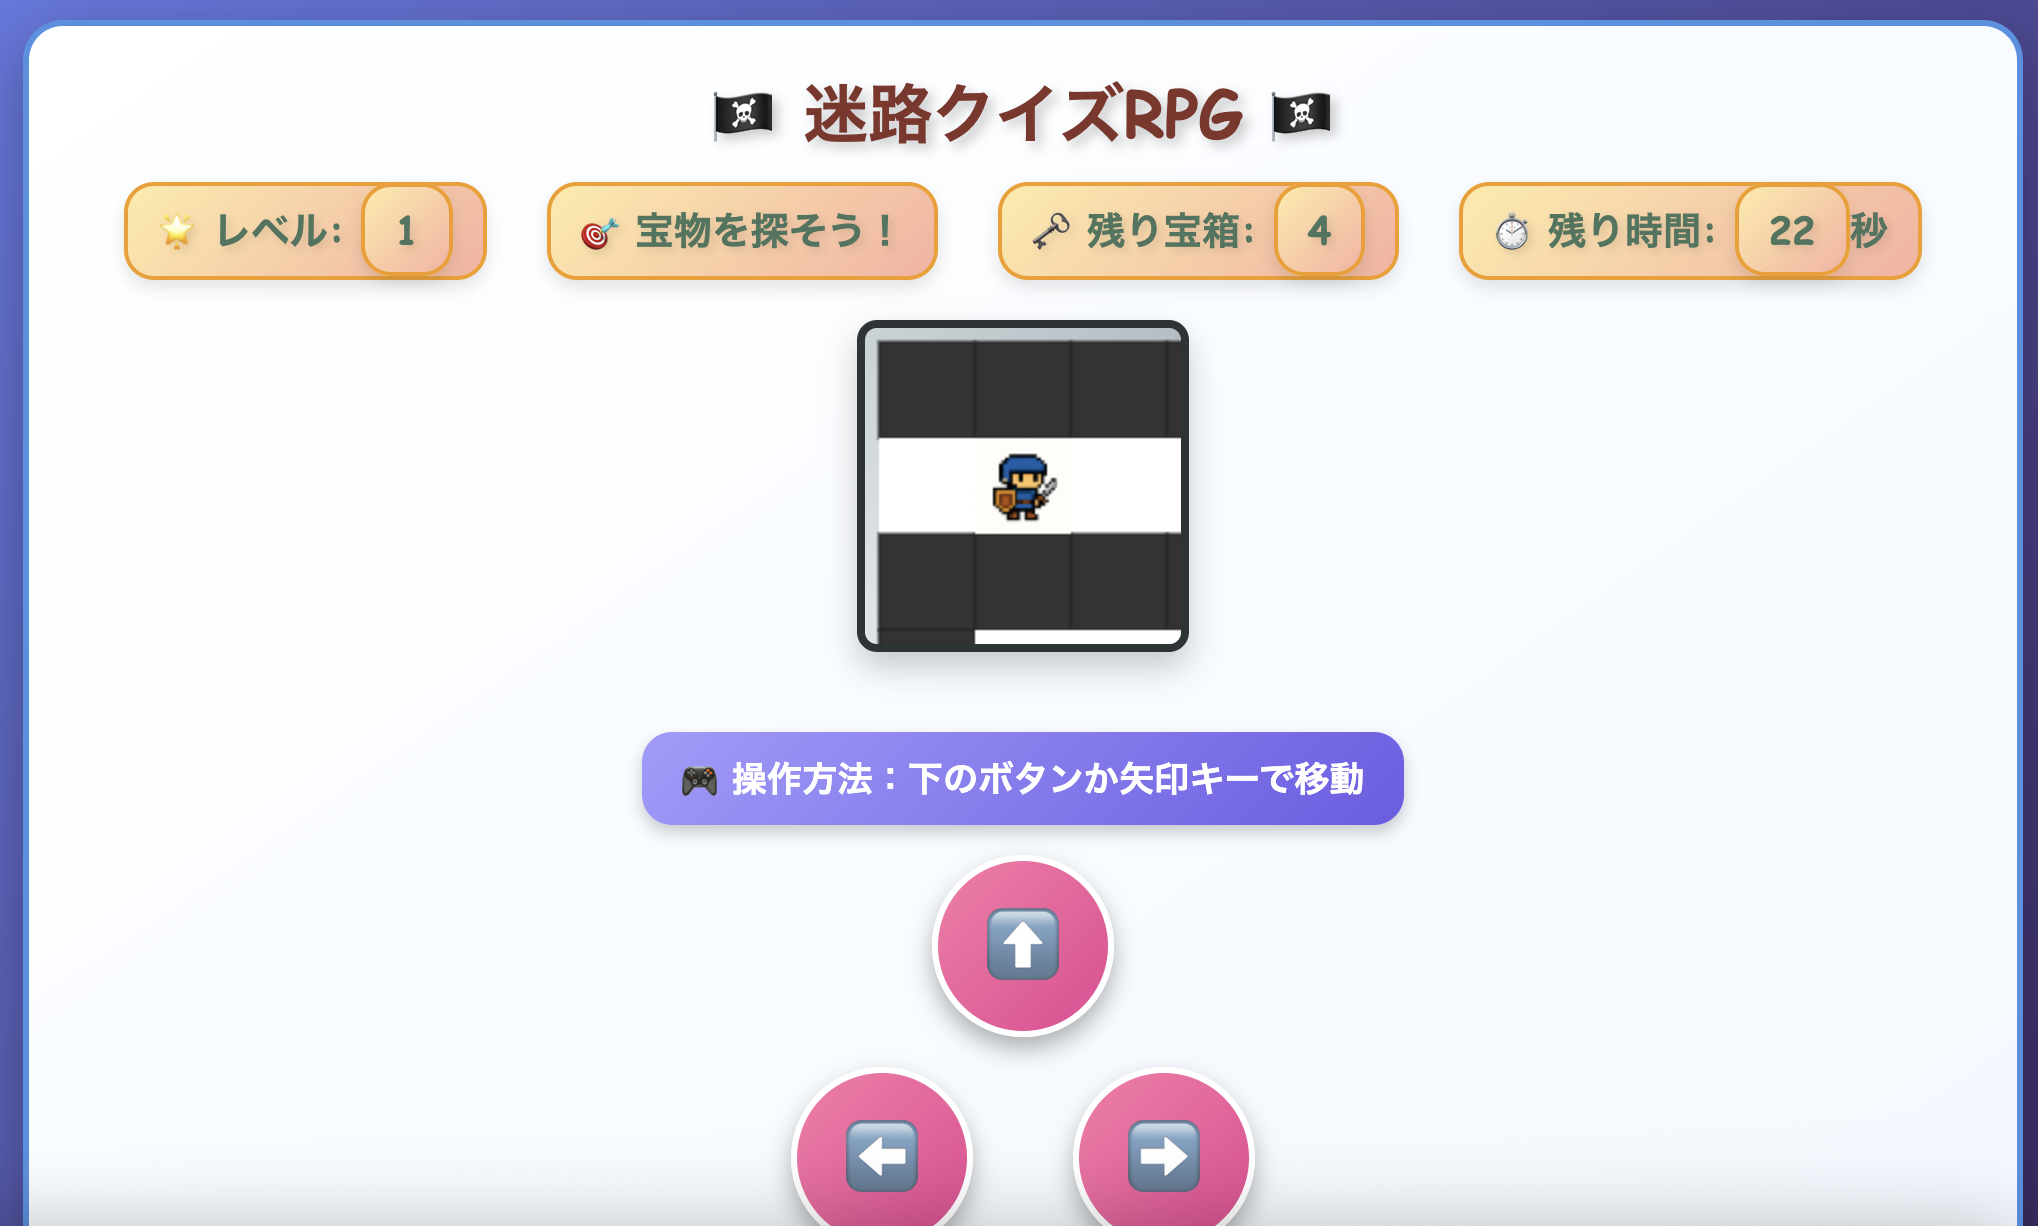 迷路クイズRPG
レベル: 1
宝物を探そう！
残り宝箱: 4
残り時間: 22 秒
操作方法：下のボタンか矢印キーで移動